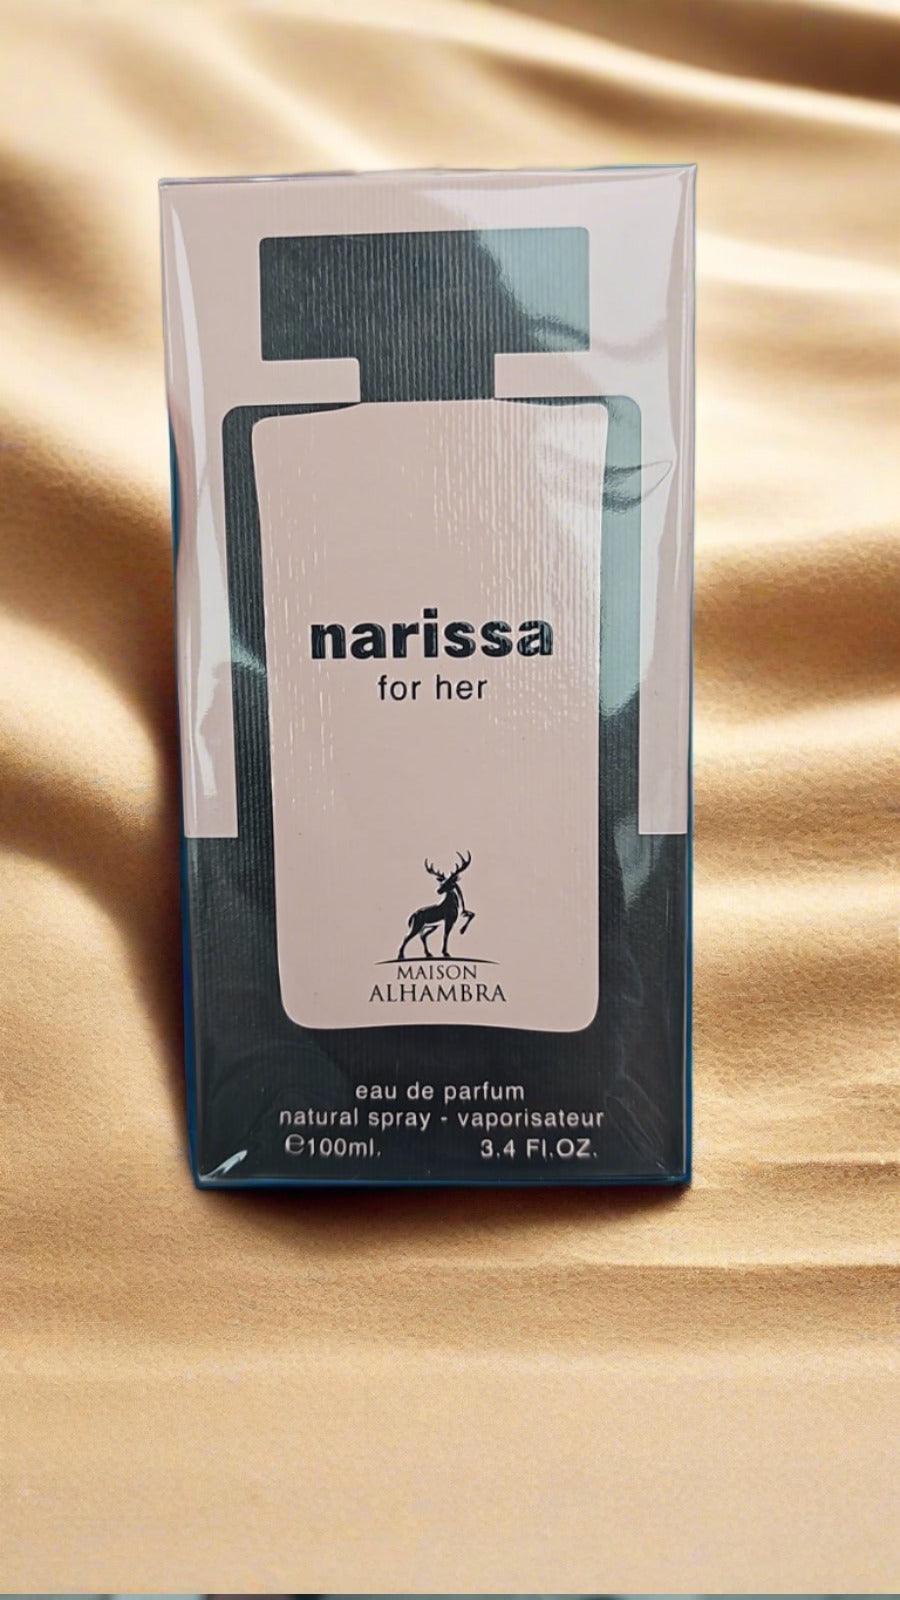 narissa
for her
MAISON
ALHAMBRA
eau de parfum
natural spray - vaporisateur
℮100ml. 3.4 Fl.OZ.